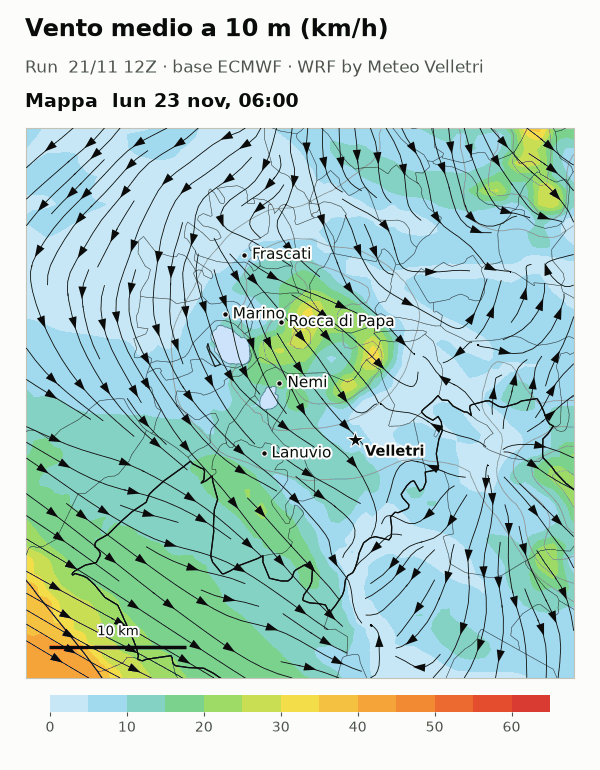 Vento medio a 10 m (km/h)
Run  21/11 12Z · base ECMWF · WRF by Meteo Velletri
Mappa  lun 23 nov, 06:00
Frascati
Marino
Rocca di Papa
Nemi
Velletri
Lanuvio
10 km
0 10 20 30 40 50 60